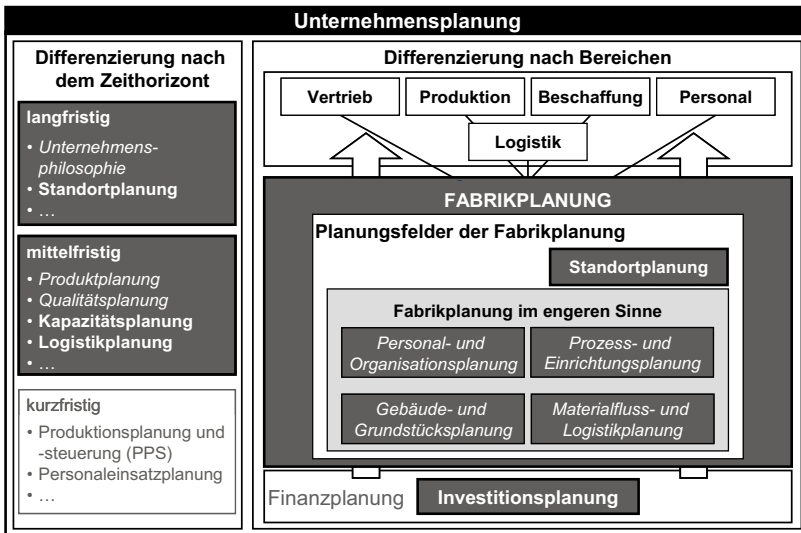 Unternehmensplanung
Differenzierung nach
dem Zeithorizont
langfristig
• Unternehmens-
philosophie
• Standortplanung
• …
mittelfristig
• Produktplanung
• Qualitätsplanung
• Kapazitätsplanung
• Logistikplanung
• …
kurzfristig
• Produktionsplanung und
-steuerung (PPS)
• Personaleinsatzplanung
• …
Differenzierung nach Bereichen
Vertrieb
Produktion
Beschaffung
Personal
Logistik
FABRIKPLANUNG
Planungsfelder der Fabrikplanung
Standortplanung
Fabrikplanung im engeren Sinne
Personal- und
Organisationsplanung
Prozess- und
Einrichtungsplanung
Gebäude- und
Grundstücksplanung
Materialfluss- und
Logistikplanung
Finanzplanung
Investitionsplanung